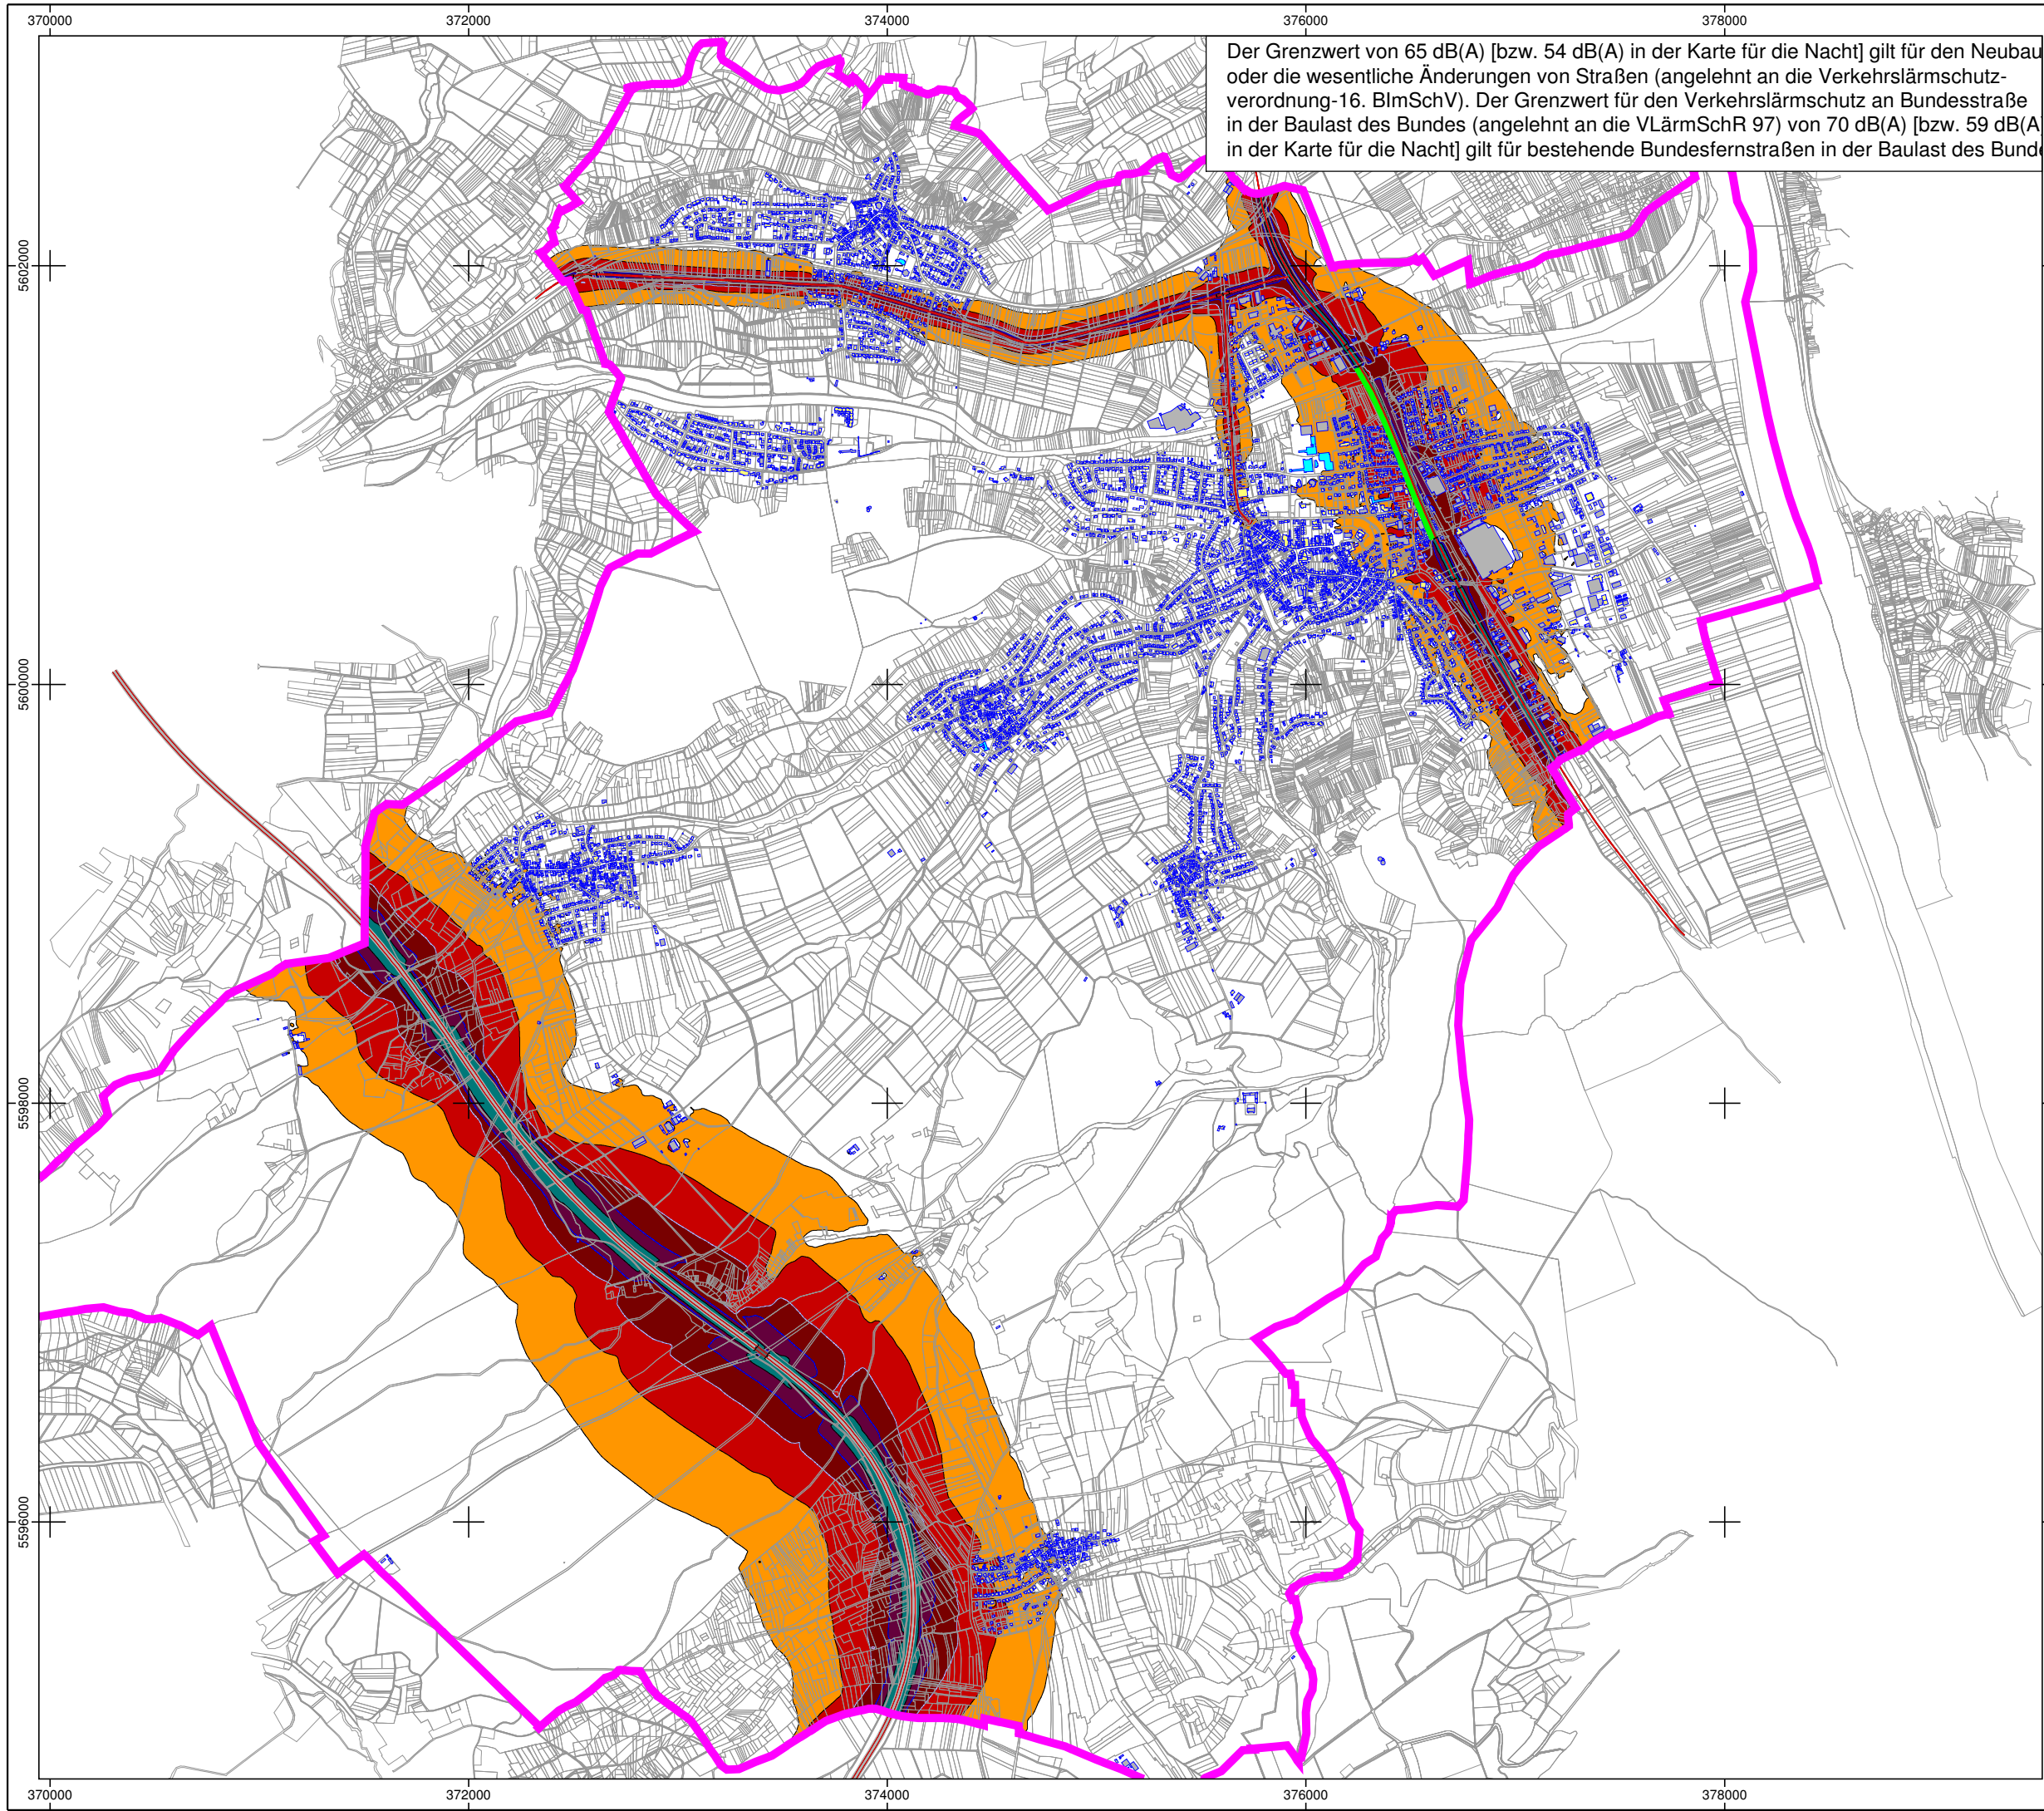 370000 372000 374000 376000 378000
Der Grenzwert von 65 dB(A) [bzw. 54 dB(A) in der Karte für die Nacht] gilt für den Neubau
oder die wesentliche Änderungen von Straßen (angelehnt an die Verkehrslärmschutz-
verordnung-16. BImSchV). Der Grenzwert für den Verkehrslärmschutz an Bundesstraße
in der Baulast des Bundes (angelehnt an die VLärmSchR 97) von 70 dB(A) [bzw. 59 dB(A)
in der Karte für die Nacht] gilt für bestehende Bundesfernstraßen in der Baulast des Bunde
5602000
5600000
5598000
5596000
370000 372000 374000 376000 378000